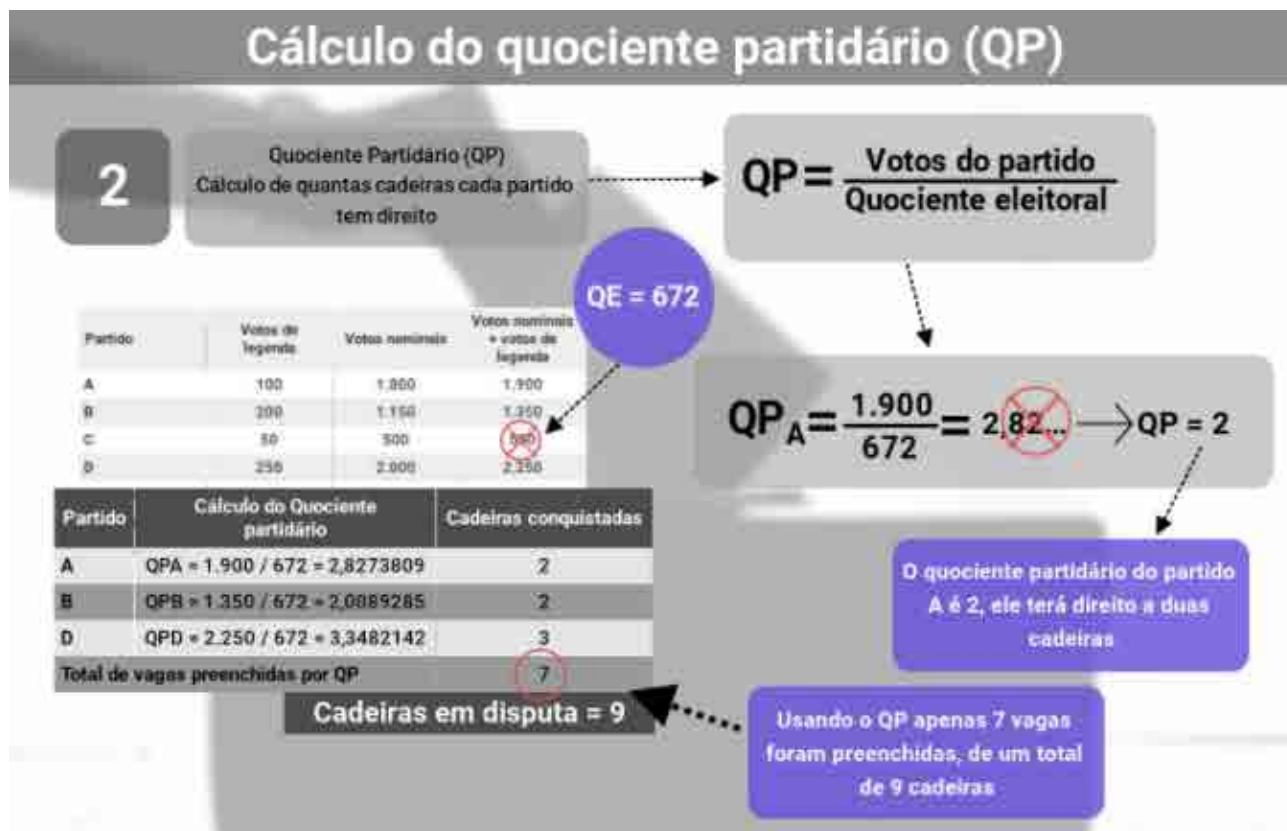 Cálculo do quociente partidário (QP)
2
Quociente Partidário (QP)
Cálculo de quantas cadeiras cada partido
tem direito
QP = Votos do partido
Quociente eleitoral
QE = 672
Partido Votos de legenda Votos nominais Votos nominais + votos de legenda
A 100 1.800 1.900
B 200 1.150 1.350
C 50 500
D 250 2.000 2.250
QPA = 1.900 / 672 = 2,82... → QP = 2
Partido Cálculo do Quociente partidário Cadeiras conquistadas
A QPA = 1.900 / 672 = 2,8273809 2
B QPB = 1.350 / 672 = 2,0089285 2
D QPD = 2.250 / 672 = 3,3482142 3
Total de vagas preenchidas por QP 7
Cadeiras em disputa = 9
O quociente partidário do partido
A é 2, ele terá direito a duas
cadeiras
Usando o QP apenas 7 vagas
foram preenchidas, de um total
de 9 cadeiras